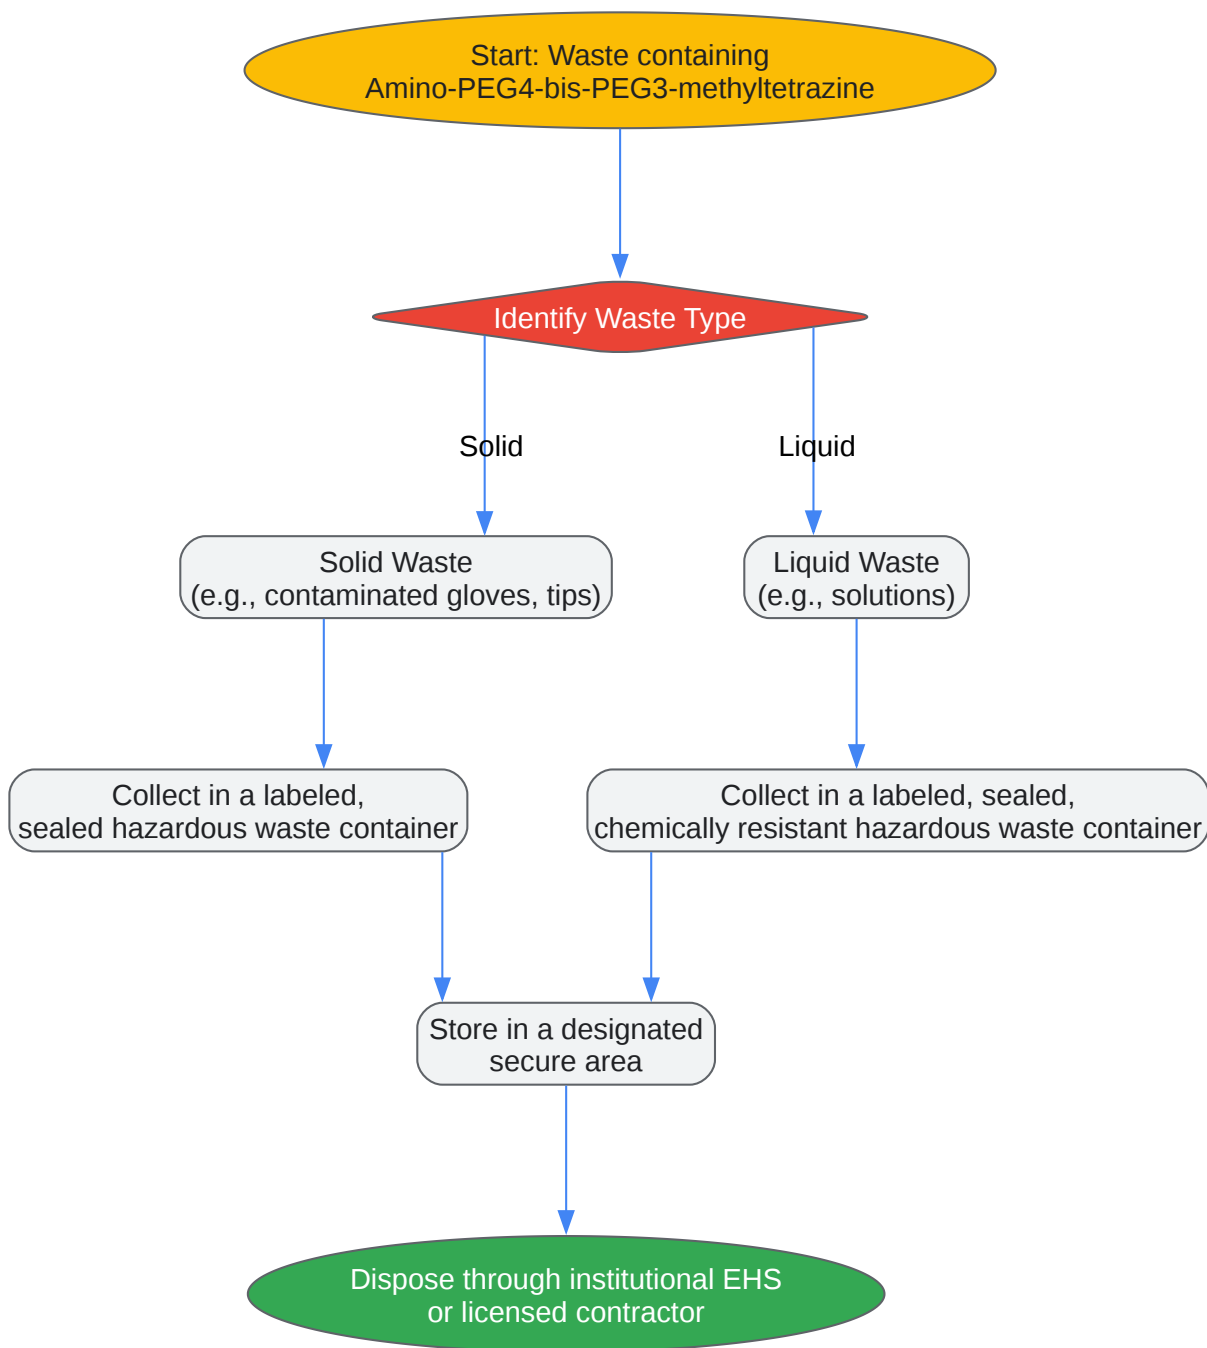 Start: Waste containing
Amino-PEG4-bis-PEG3-methyltetrazine
Identify Waste Type
Solid
Liquid
Solid Waste
(e.g., contaminated gloves, tips)
Liquid Waste
(e.g., solutions)
Collect in a labeled,
sealed hazardous waste container
Collect in a labeled, sealed,
chemically resistant hazardous waste container
Store in a designated
secure area
Dispose through institutional EHS
or licensed contractor